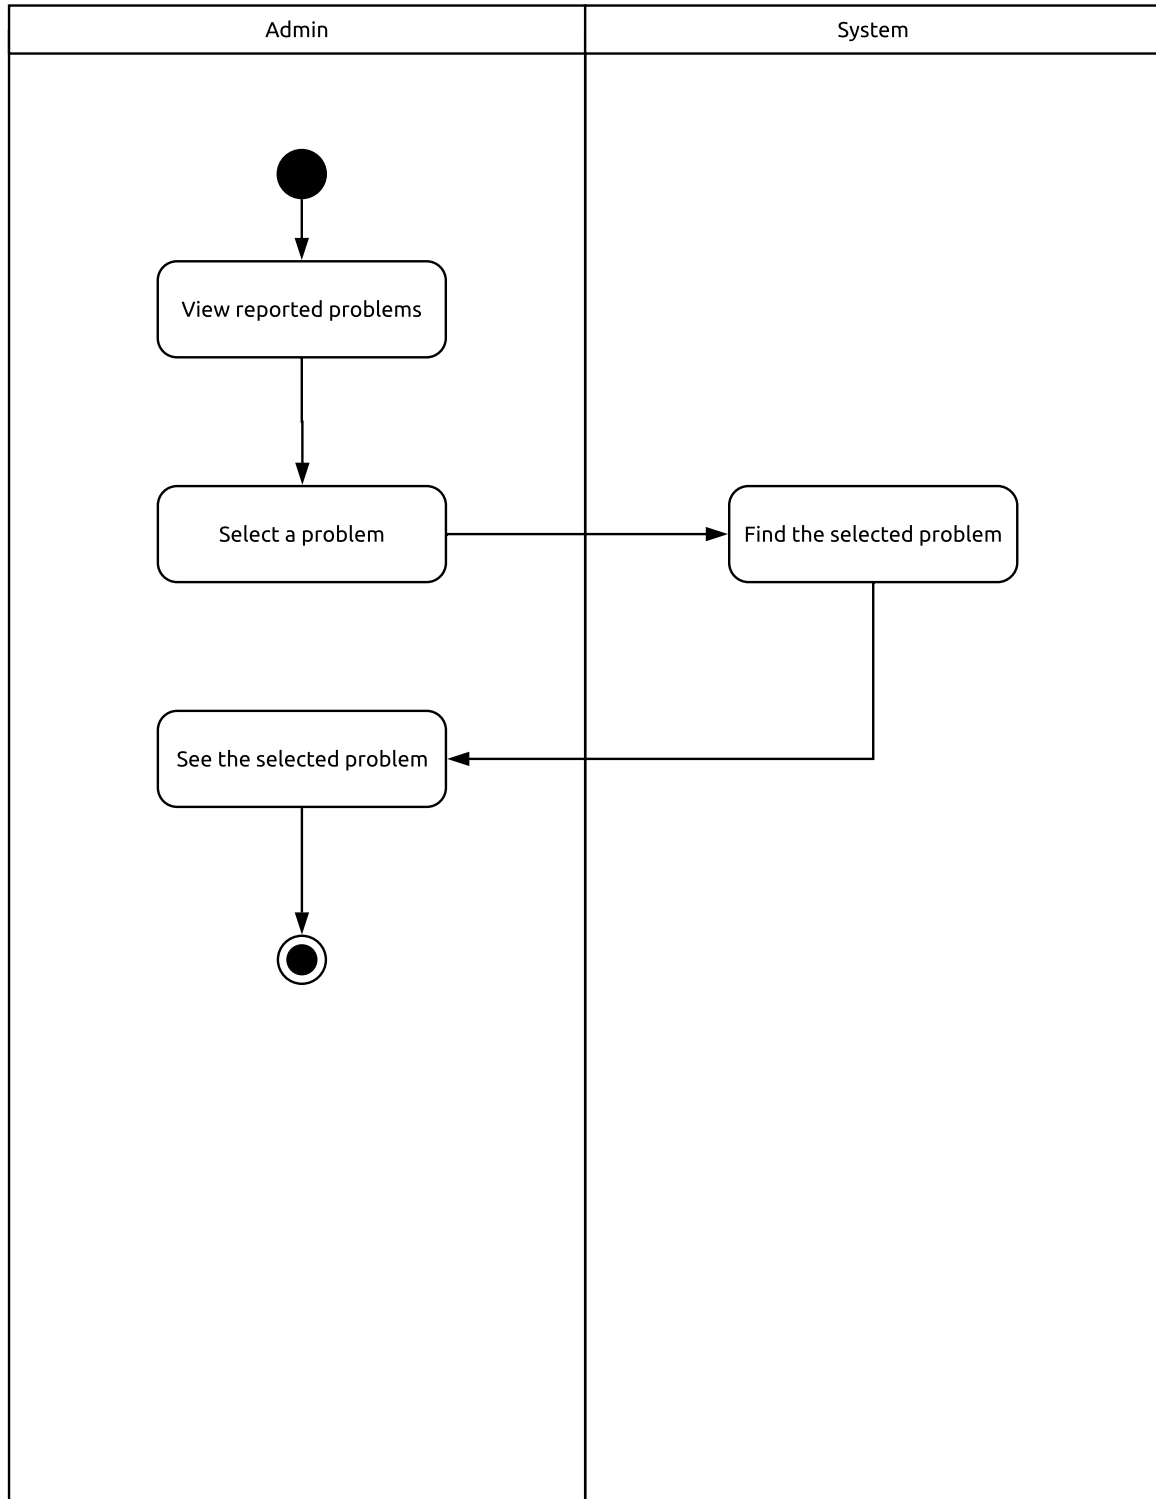 Admin
System
View reported problems
Select a problem
Find the selected problem
See the selected problem